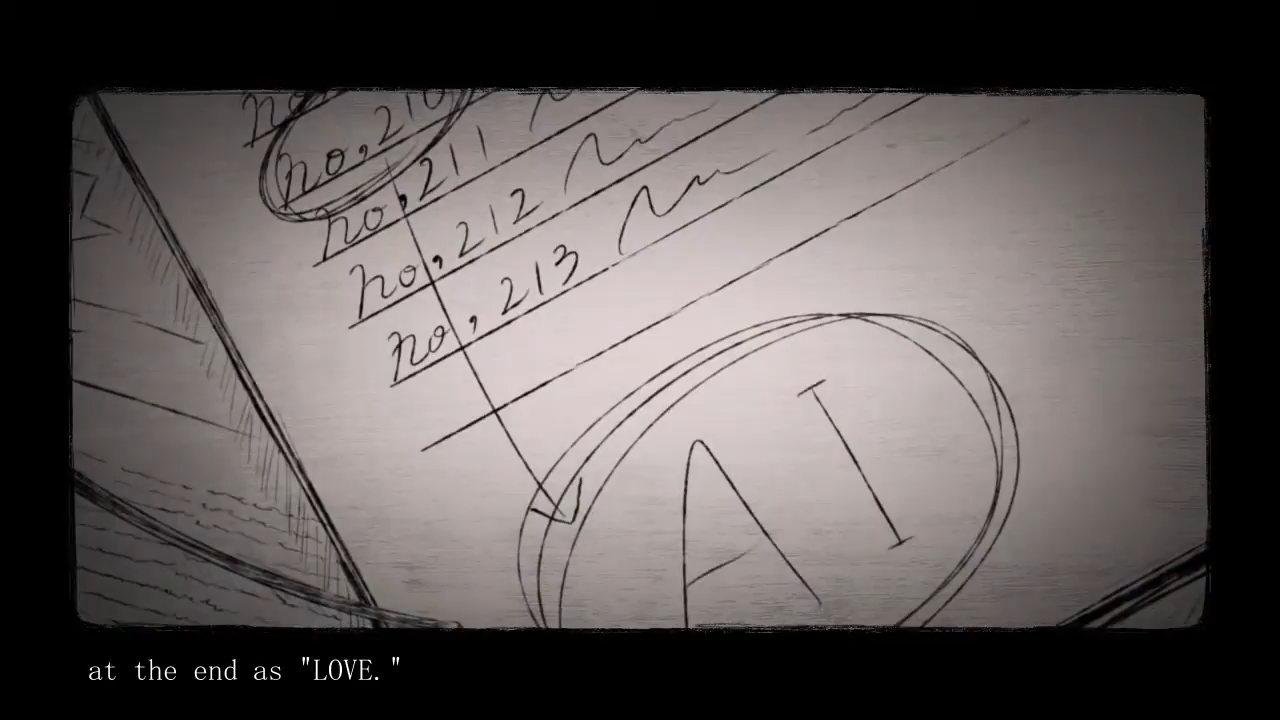 no,210
no,211
no,212
no,213
AI
at the end as "LOVE."